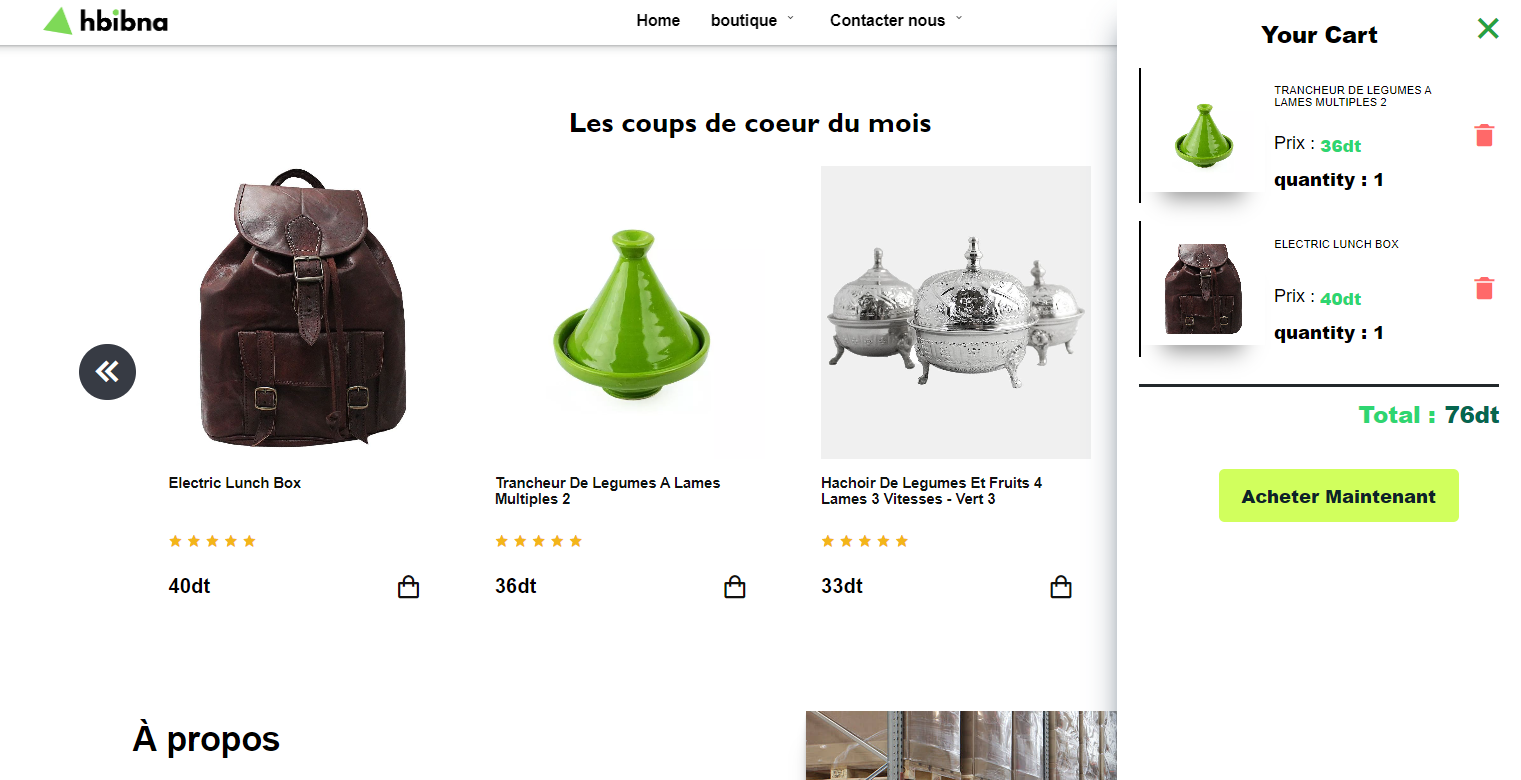 hbibna
Home boutique Contacter nous
Les coups de coeur du mois
Electric Lunch Box
40dt
Trancheur De Legumes A Lames
Multiples 2
36dt
Hachoir De Legumes Et Fruits 4
Lames 3 Vitesses - Vert 3
33dt
À propos
Your Cart
TRANCHEUR DE LEGUMES A
LAMES MULTIPLES 2
Prix : 36dt
quantity : 1
ELECTRIC LUNCH BOX
Prix : 40dt
quantity : 1
Total : 76dt
Acheter Maintenant